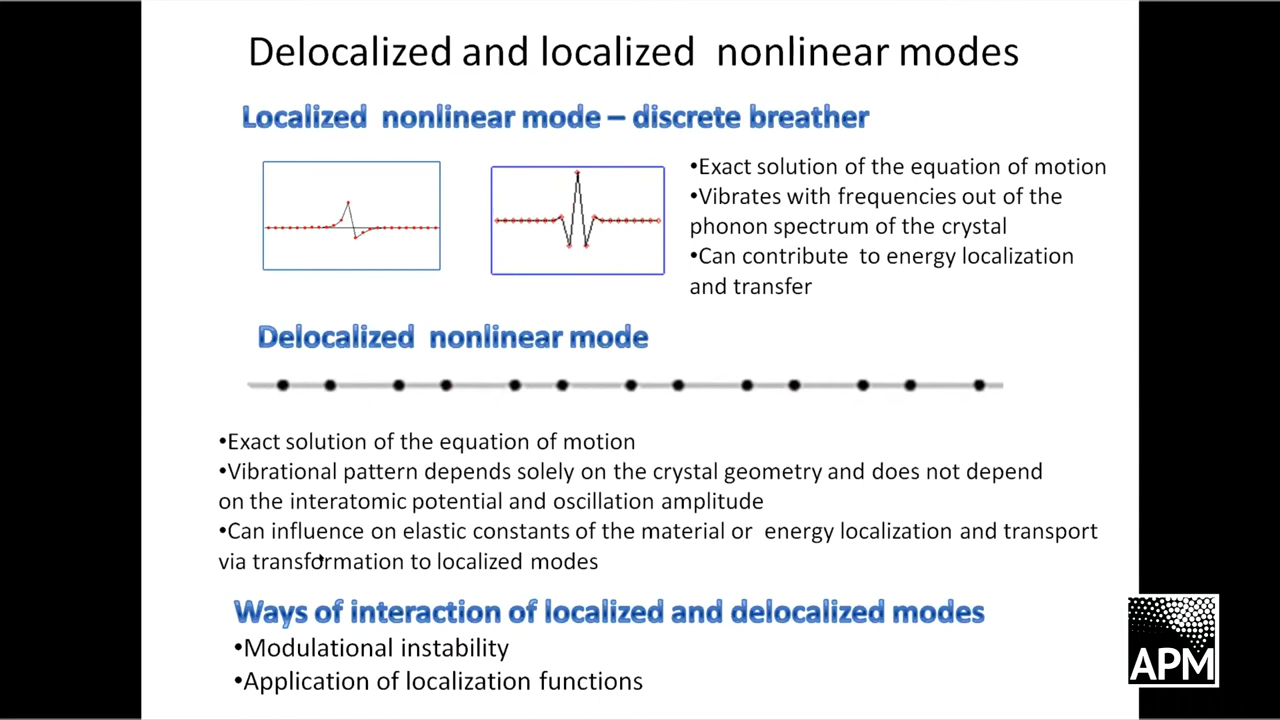 Delocalized and localized nonlinear modes
Localized nonlinear mode – discrete breather
•Exact solution of the equation of motion
•Vibrates with frequencies out of the
phonon spectrum of the crystal
•Can contribute to energy localization
and transfer
Delocalized nonlinear mode
•Exact solution of the equation of motion
•Vibrational pattern depends solely on the crystal geometry and does not depend
on the interatomic potential and oscillation amplitude
•Can influence on elastic constants of the material or energy localization and transport
via transformation to localized modes
Ways of interaction of localized and delocalized modes
•Modulational instability
•Application of localization functions
APM